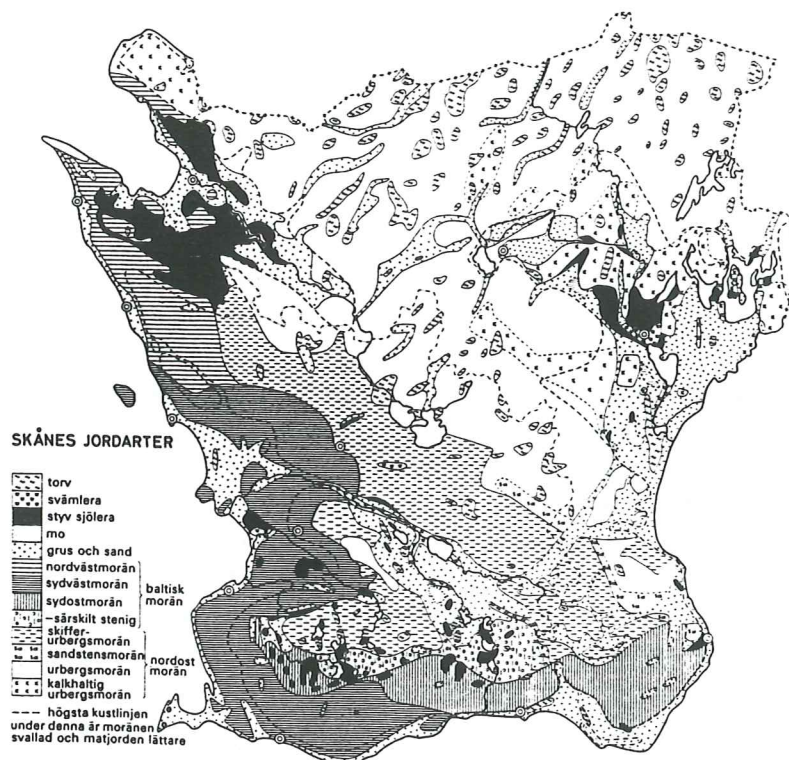 SKÅNES JORDARTER
torv
svämlera
styv sjölera
mo
grus och sand
nordvästmorän
sydvästmorän
sydostmorän
baltisk
morän
–särskilt stenig
skiffer-
urbergsmorän
sandstensmorän
urbergsmorän
nordost
morän
kalkhaltig
urbergsmorän
högsta kustlinjen
under denna är moränen
svallad och matjorden lättare